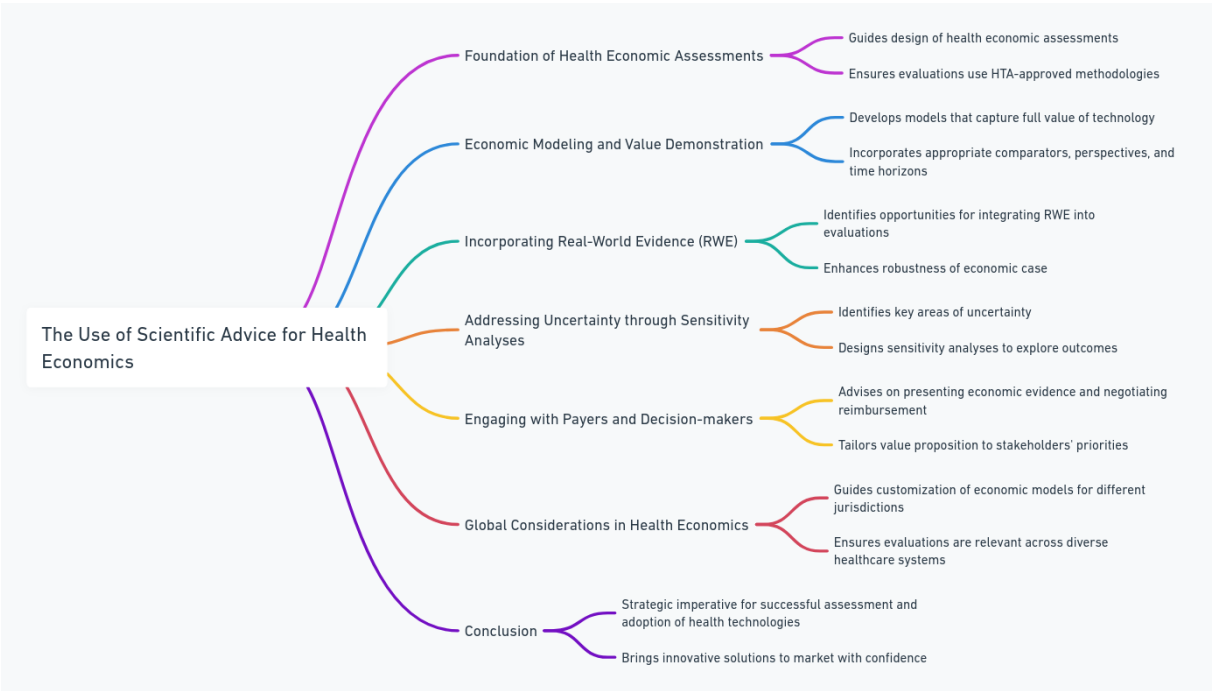 The Use of Scientific Advice for Health
Economics
Foundation of Health Economic Assessments
Guides design of health economic assessments
Ensures evaluations use HTA-approved methodologies
Economic Modeling and Value Demonstration
Develops models that capture full value of technology
Incorporates appropriate comparators, perspectives, and
time horizons
Incorporating Real-World Evidence (RWE)
Identifies opportunities for integrating RWE into
evaluations
Enhances robustness of economic case
Addressing Uncertainty through Sensitivity
Analyses
Identifies key areas of uncertainty
Designs sensitivity analyses to explore outcomes
Engaging with Payers and Decision-makers
Advises on presenting economic evidence and negotiating
reimbursement
Tailors value proposition to stakeholders' priorities
Global Considerations in Health Economics
Guides customization of economic models for different
jurisdictions
Ensures evaluations are relevant across diverse
healthcare systems
Conclusion
Strategic imperative for successful assessment and
adoption of health technologies
Brings innovative solutions to market with confidence